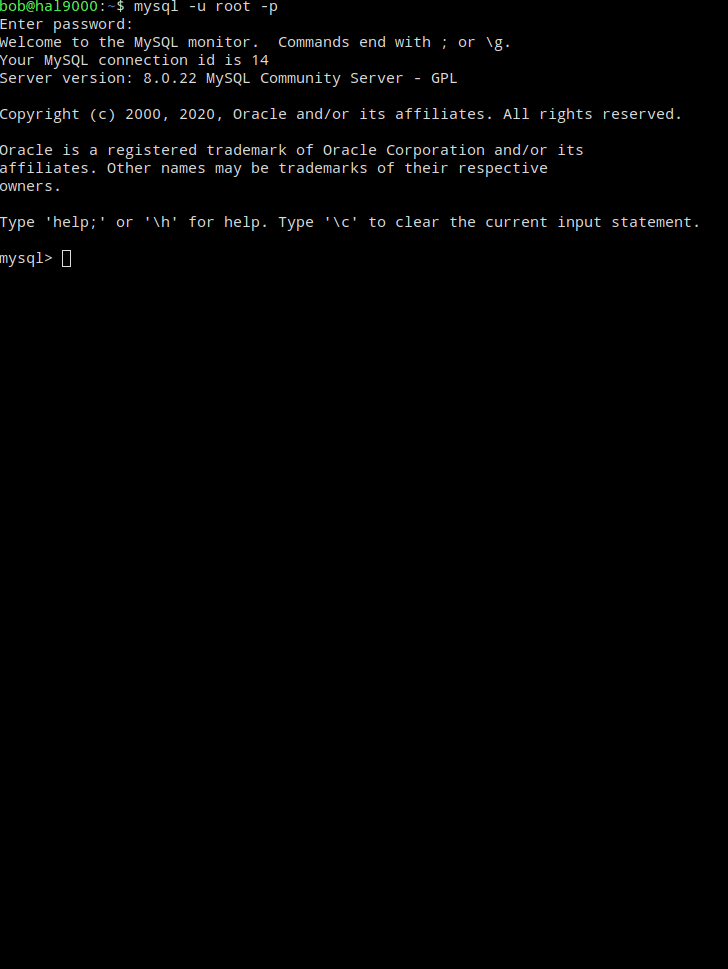 bob@hal9000:~$ mysql -u root -p
Enter password:
Welcome to the MySQL monitor.  Commands end with ; or \g.
Your MySQL connection id is 14
Server version: 8.0.22 MySQL Community Server - GPL
Copyright (c) 2000, 2020, Oracle and/or its affiliates. All rights reserved.
Oracle is a registered trademark of Oracle Corporation and/or its
affiliates. Other names may be trademarks of their respective
owners.
Type 'help;' or '\h' for help. Type '\c' to clear the current input statement.
mysql>